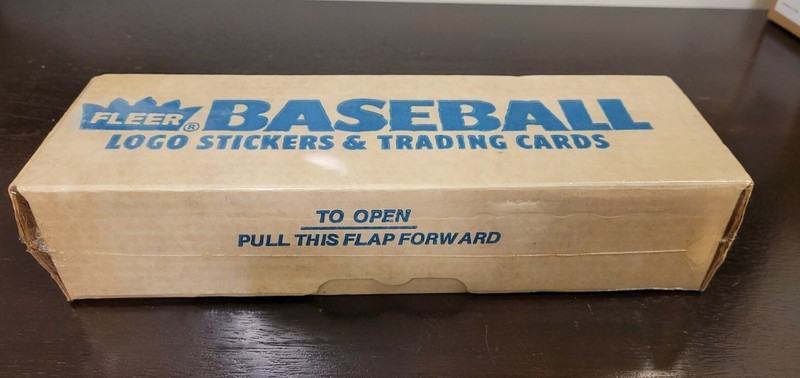 FLEER® BASEBALL
LOGO STICKERS & TRADING CARDS
TO OPEN
PULL THIS FLAP FORWARD